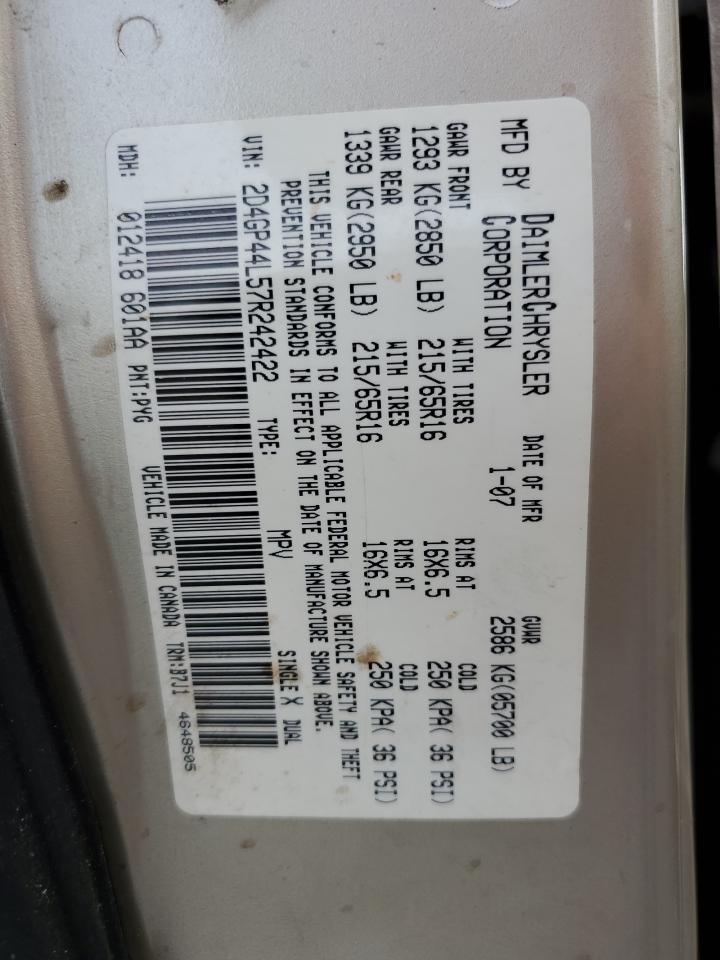 MFD BY DAIMLERCHRYSLER CORPORATION DATE OF MFR 1-07 GVWR 2586 KG(05700 LB)
GAWR FRONT WITH TIRES RIMS AT COLD
1293 KG(2850 LB) 215/65R16 16X6.5 250 KPA( 36 PSI)
GAWR REAR WITH TIRES RIMS AT COLD
1339 KG(2950 LB) 215/65R16 16X6.5 250 KPA( 36 PSI)
THIS VEHICLE CONFORMS TO ALL APPLICABLE FEDERAL MOTOR VEHICLE SAFETY AND THEFT
PREVENTION STANDARDS IN EFFECT ON THE DATE OF MANUFACTURE SHOWN ABOVE.
VIN: 2D4GP44L57R242422 TYPE: MPV SINGLE X DUAL
MDH: 012418 601AA PNT:PYG VEHICLE MADE IN CANADA TRM:B7J1 4648505